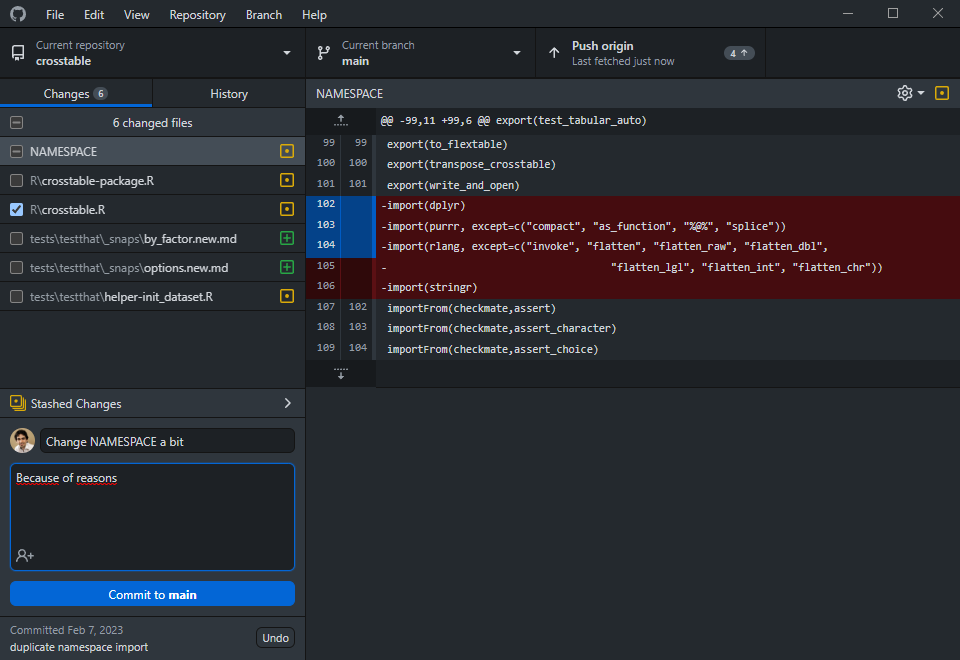 File Edit View Repository Branch Help
Current repository
crosstable
Current branch
main
Push origin
Last fetched just now
4
Changes 6
History
6 changed files
NAMESPACE
R\crosstable-package.R
R\crosstable.R
tests\testthat\_snaps\by_factor.new.md
tests\testthat\_snaps\options.new.md
tests\testthat\helper-init_dataset.R
Stashed Changes
Change NAMESPACE a bit
Because of reasons
Commit to main
Committed Feb 7, 2023
duplicate namespace import
Undo
NAMESPACE
@@ -99,11 +99,6 @@ export(test_tabular_auto)
99 99 export(to_flextable)
100 100 export(transpose_crosstable)
101 101 export(write_and_open)
102 -import(dplyr)
103 -import(purrr, except=c("compact", "as_function", "%@%", "splice"))
104 -import(rlang, except=c("invoke", "flatten", "flatten_raw", "flatten_dbl",
105 - "flatten_lgl", "flatten_int", "flatten_chr"))
106 -import(stringr)
107 102 importFrom(checkmate,assert)
108 103 importFrom(checkmate,assert_character)
109 104 importFrom(checkmate,assert_choice)